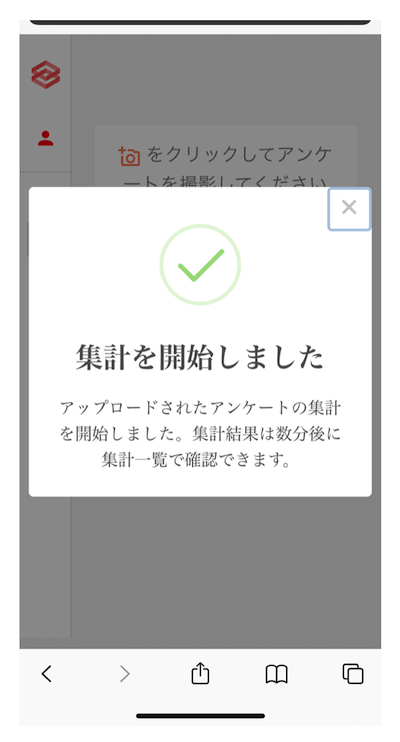 をクリックしてアンケ
ートを撮影してください
×
集計を開始しました
アップロードされたアンケートの集計
を開始しました。集計結果は数分後に
集計一覧で確認できます。